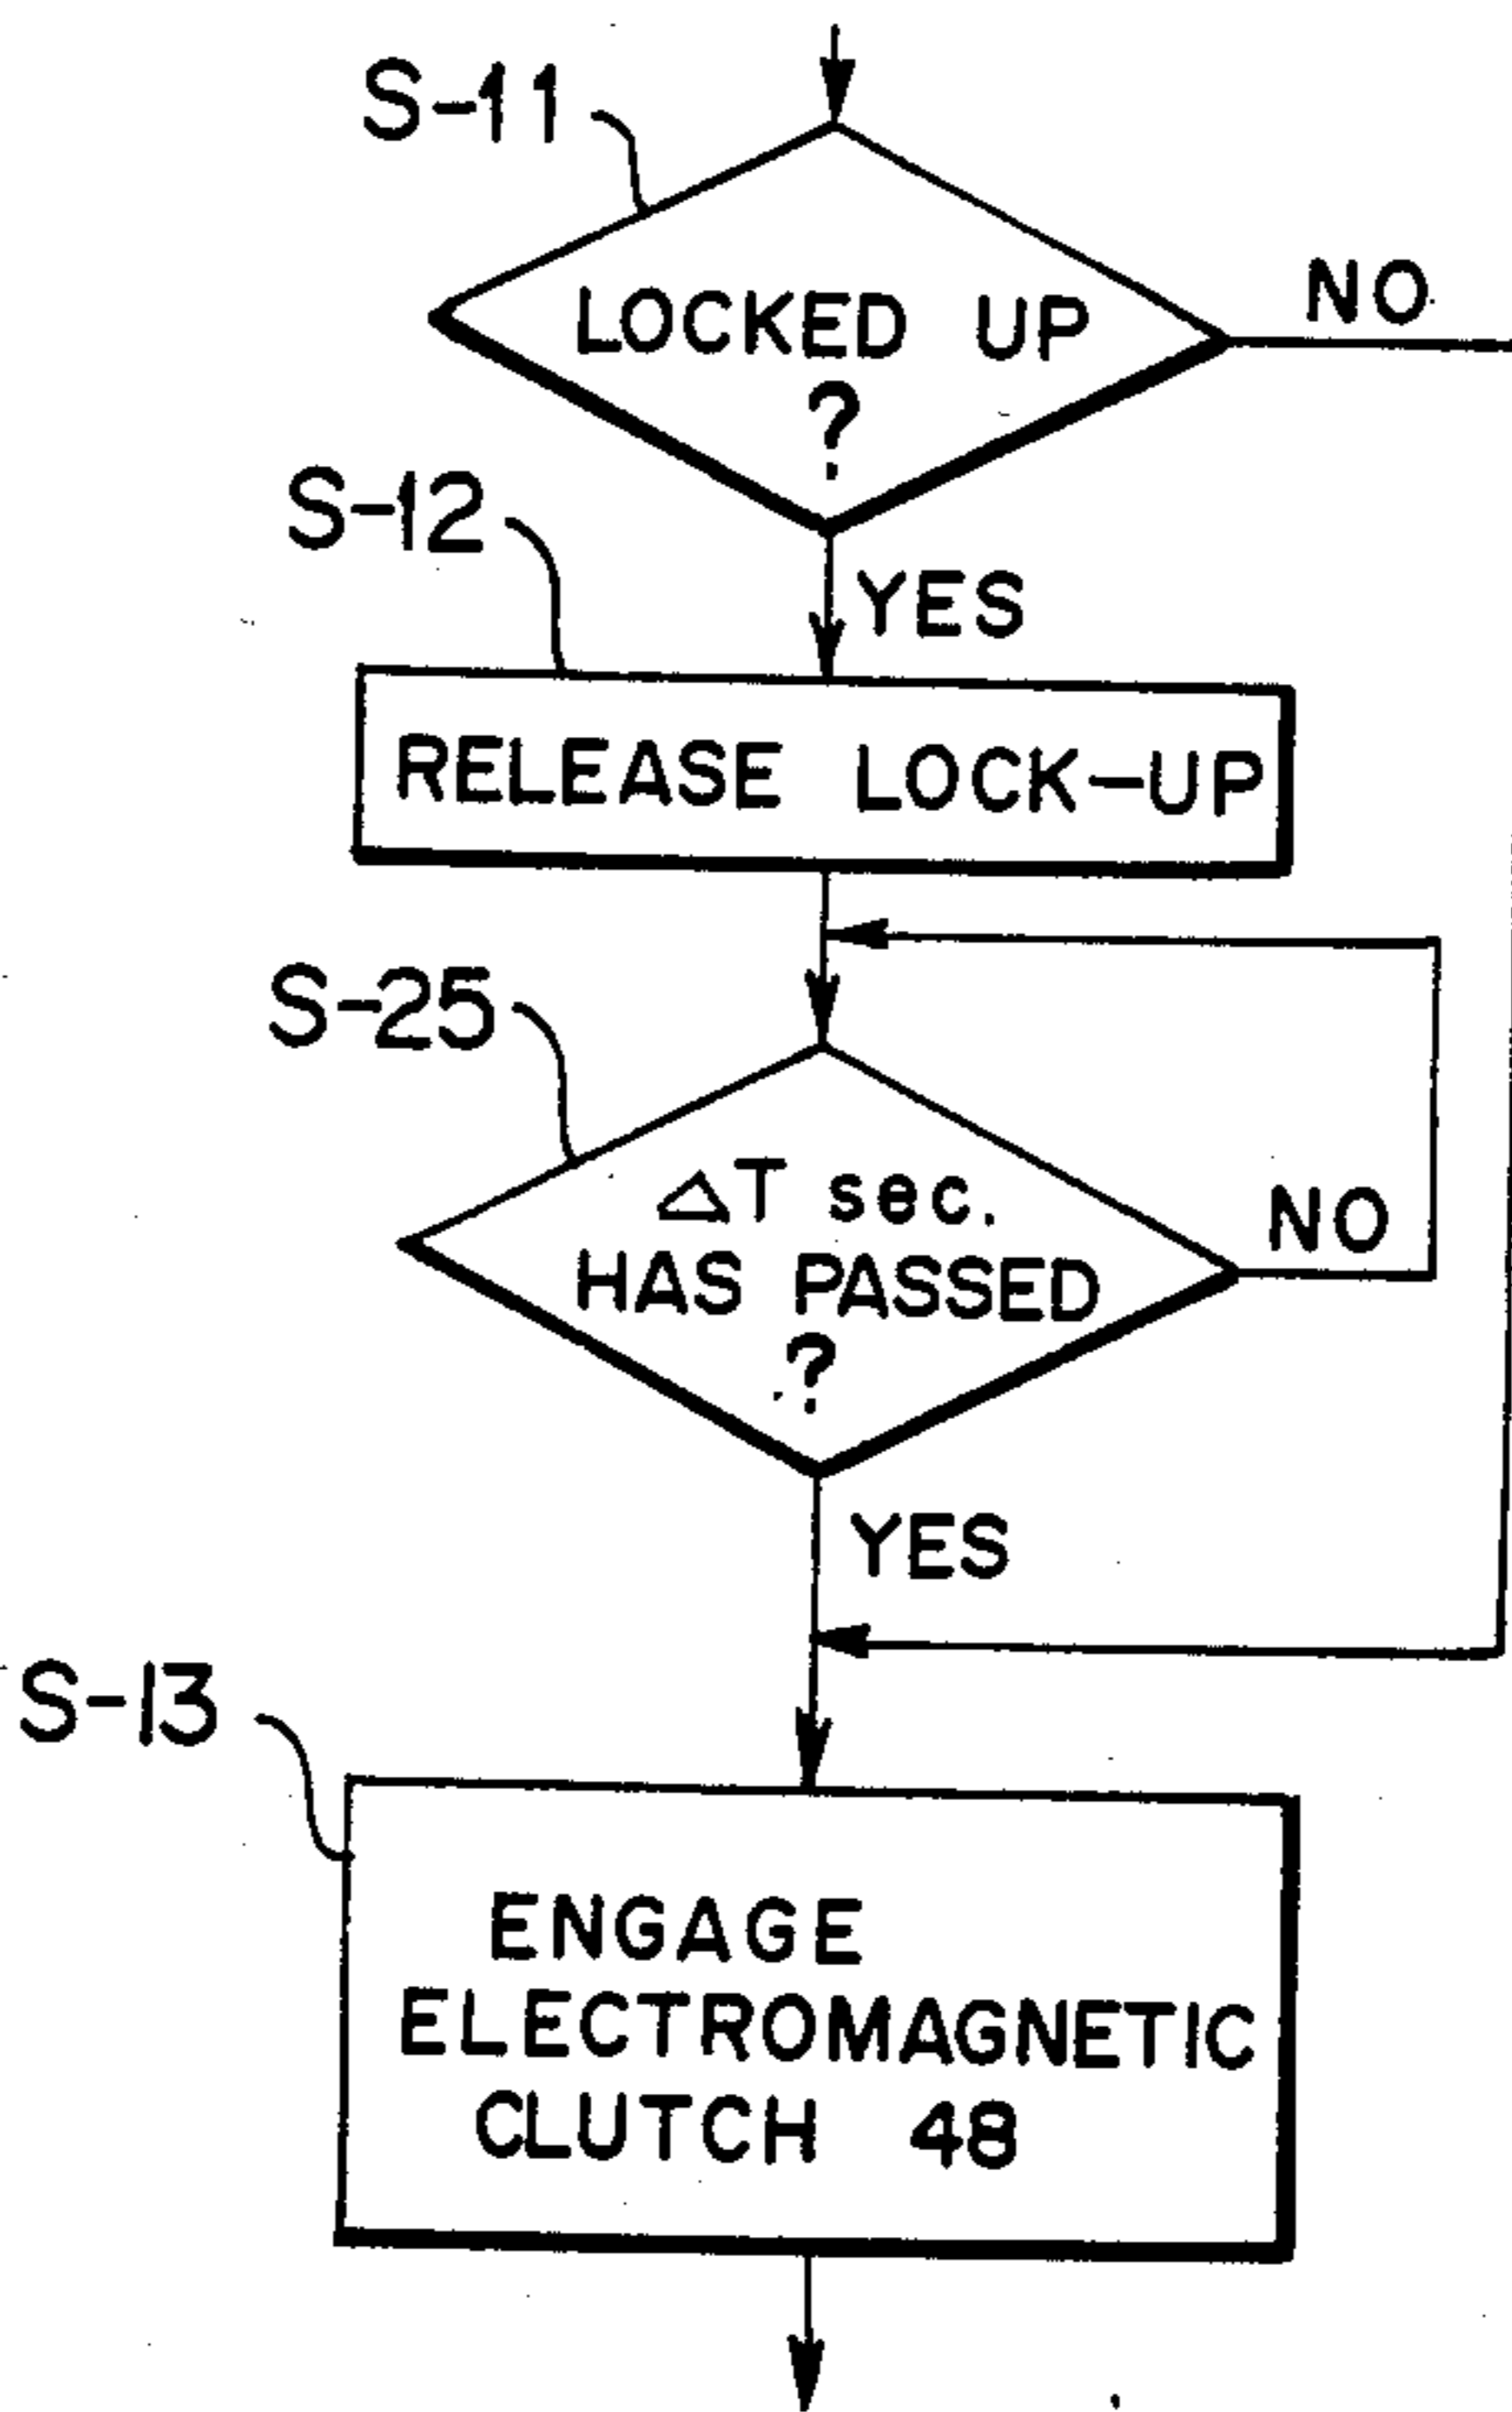 S-11
LOCKED UP
?
NO
S-12
YES
RELEASE LOCK-UP
S-25
ΔT sec.
HAS PASSED
?
NO
YES
S-13
ENGAGE
ELECTROMAGNETIC
CLUTCH 48